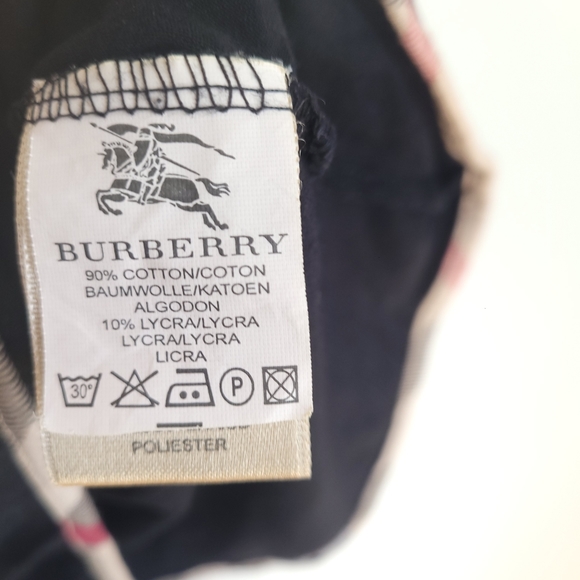 BURBERRY
90% COTTON/COTON
BAUMWOLLE/KATOEN
ALGODON
10% LYCRA/LYCRA
LYCRA/LYCRA
LICRA
30° P
POLIESTER